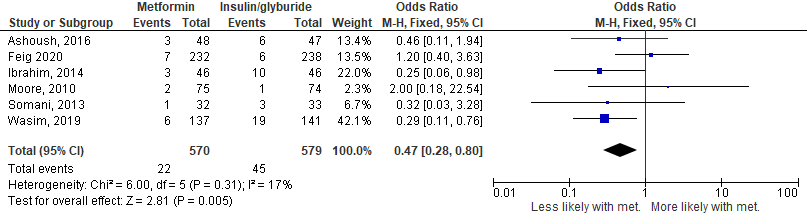 Metformin Insulin/glyburide Odds Ratio Odds Ratio
Study or Subgroup Events Total Events Total Weight M-H, Fixed, 95% CI M-H, Fixed, 95% CI
Ashoush, 2016 3 48 6 47 13.4% 0.46 [0.11, 1.94]
Feig 2020 7 232 6 238 13.2% 1.20 [0.40, 3.63]
Ibrahim, 2014 3 46 10 46 22.0% 0.25 [0.06, 0.98]
Moore, 2010 2 75 1 74 2.3% 2.00 [0.18, 22.54]
Somani, 2013 1 32 3 33 6.7% 0.32 [0.03, 3.28]
Wasim, 2019 6 137 19 141 42.1% 0.29 [0.11, 0.76]
Total (95% CI) 570 579 100.0% 0.47 [0.28, 0.80]
Total events 22 45
Heterogeneity: Chi² = 6.00, df = 5 (P = 0.31); I² = 17%
Test for overall effect: Z = 2.81 (P = 0.005)
0.01 0.1 1 10 100
Less likely with met. More likely with met.